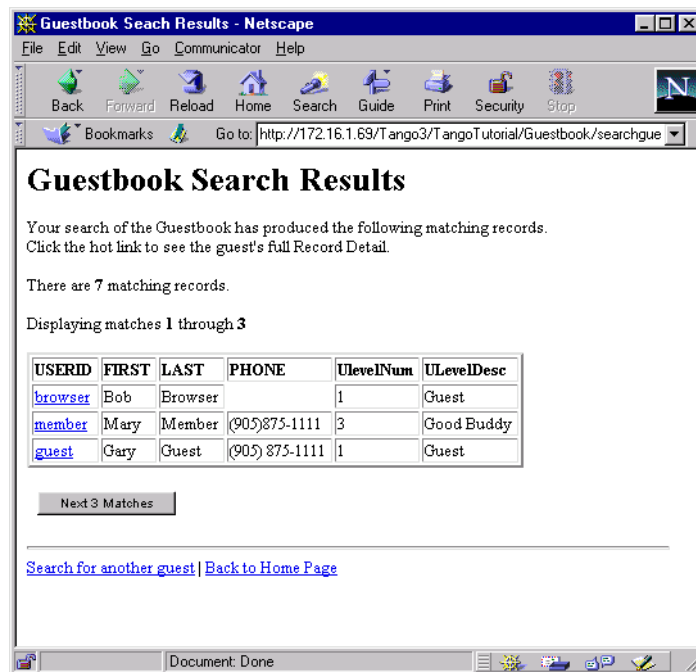 Guestbook Seach Results - Netscape
File Edit View Go Communicator Help
Back Forward Reload Home Search Guide Print Security Stop
N
Bookmarks Go to: http://172.16.1.69/Tango3/TangoTutorial/Guestbook/searchgue
Guestbook Search Results
Your search of the Guestbook has produced the following matching records.
Click the hot link to see the guest's full Record Detail.
There are 7 matching records.
Displaying matches 1 through 3
USERID FIRST LAST PHONE UlevelNum ULevelDesc
browser Bob Browser 1 Guest
member Mary Member (905)875-1111 3 Good Buddy
guest Gary Guest (905) 875-1111 1 Guest
Next 3 Matches
Search for another guest | Back to Home Page
Document: Done